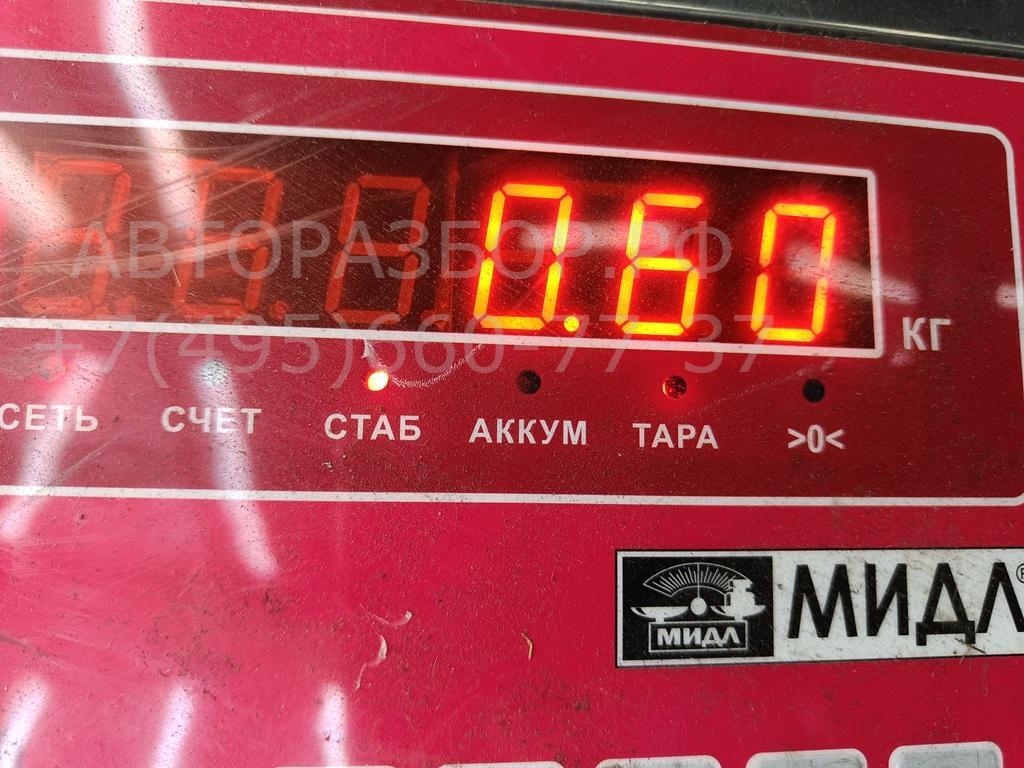 0.60
КГ
АВТОРАЗБОР.РФ
+7(495)660-77-37
СЕТЬ СЧЕТ СТАБ АККУМ ТАРА >0<
МИДЛ МИДЛ®